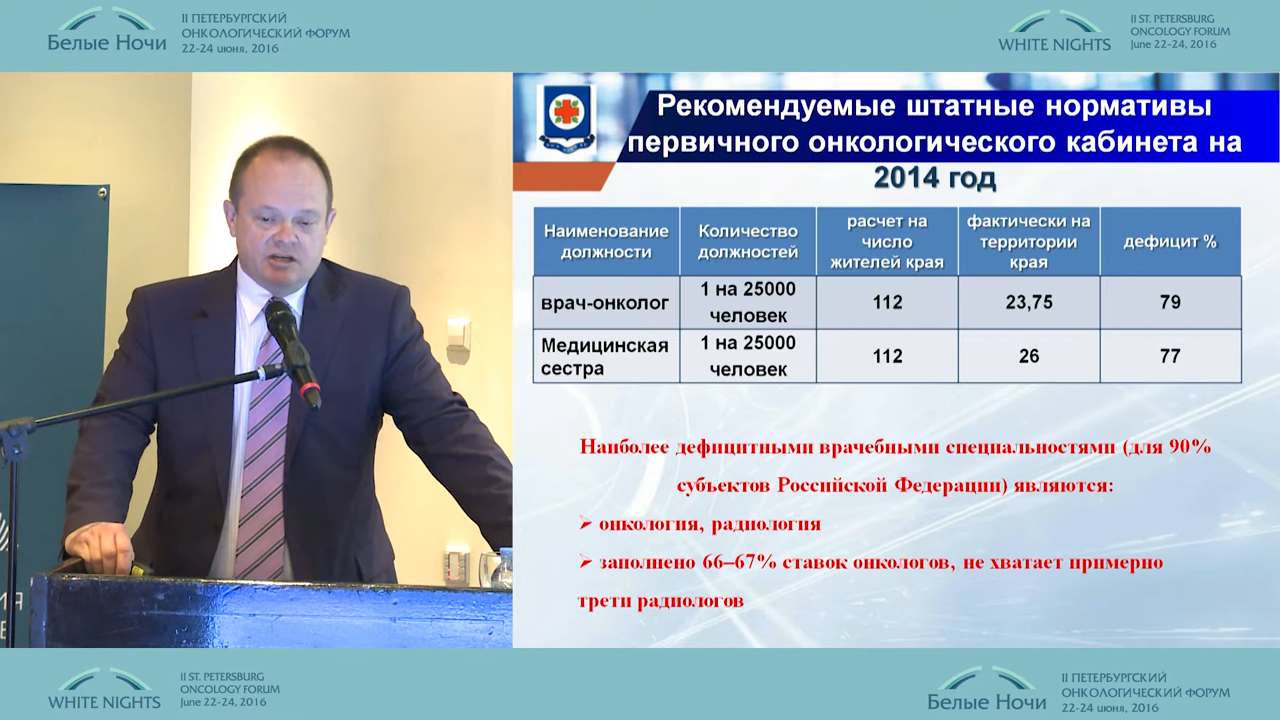 Белые Ночи
II ПЕТЕРБУРГСКИЙ
ОНКОЛОГИЧЕСКИЙ ФОРУМ
22-24 июня, 2016
WHITE NIGHTS
II ST. PETERSBURG
ONCOLOGY FORUM
June 22-24, 2016
Рекомендуемые штатные нормативы
первичного онкологического кабинета на
2014 год
Наименование
должности
Количество
должностей
расчет на
число
жителей края
фактически на
территории
края
дефицит %
врач-онколог
1 на 25000
человек
112
23,75
79
Медицинская
сестра
1 на 25000
человек
112
26
77
Наиболее дефицитными врачебными специальностями (для 90%
субъектов Российской Федерации) являются:
онкология, радиология
заполнено 66–67% ставок онкологов, не хватает примерно
трети радиологов
WHITE NIGHTS
II ST. PETERSBURG
ONCOLOGY FORUM
June 22-24, 2016
Белые Ночи
II ПЕТЕРБУРГСКИЙ
ОНКОЛОГИЧЕСКИЙ ФОРУМ
22-24 июня, 2016